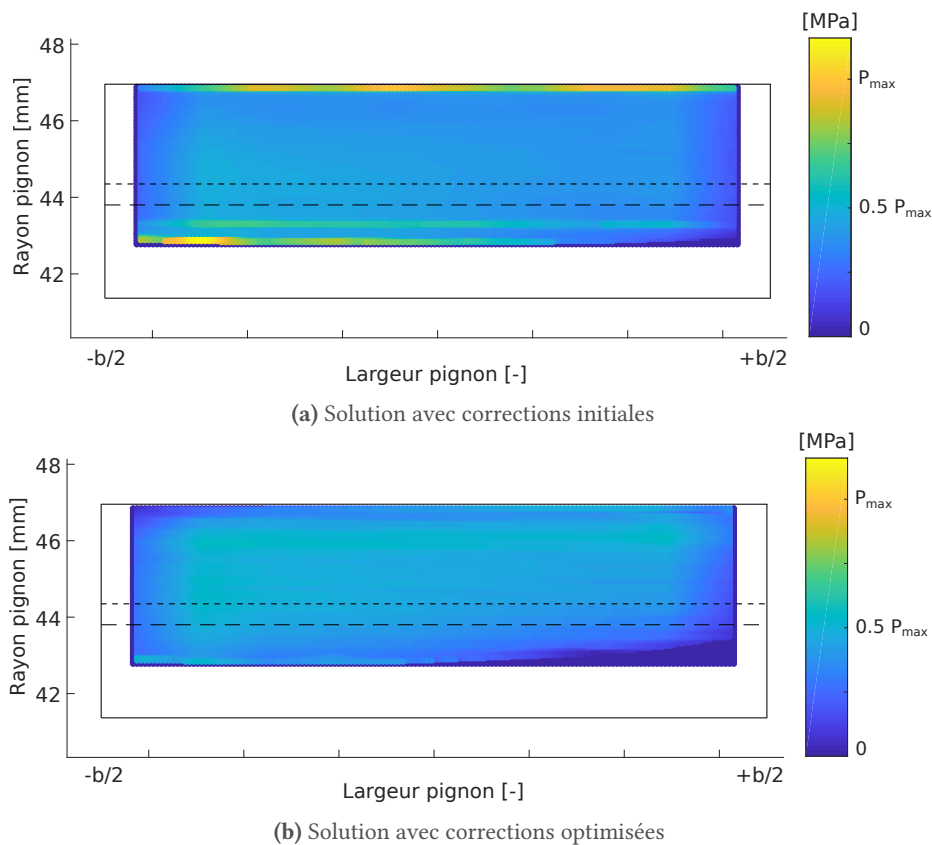 [MPa]
48
46
44
42
Rayon pignon [mm]
P_max
0.5 P_max
0
-b/2
+b/2
Largeur pignon [-]
(a) Solution avec corrections initiales
[MPa]
48
46
44
42
Rayon pignon [mm]
P_max
0.5 P_max
0
-b/2
+b/2
Largeur pignon [-]
(b) Solution avec corrections optimisées